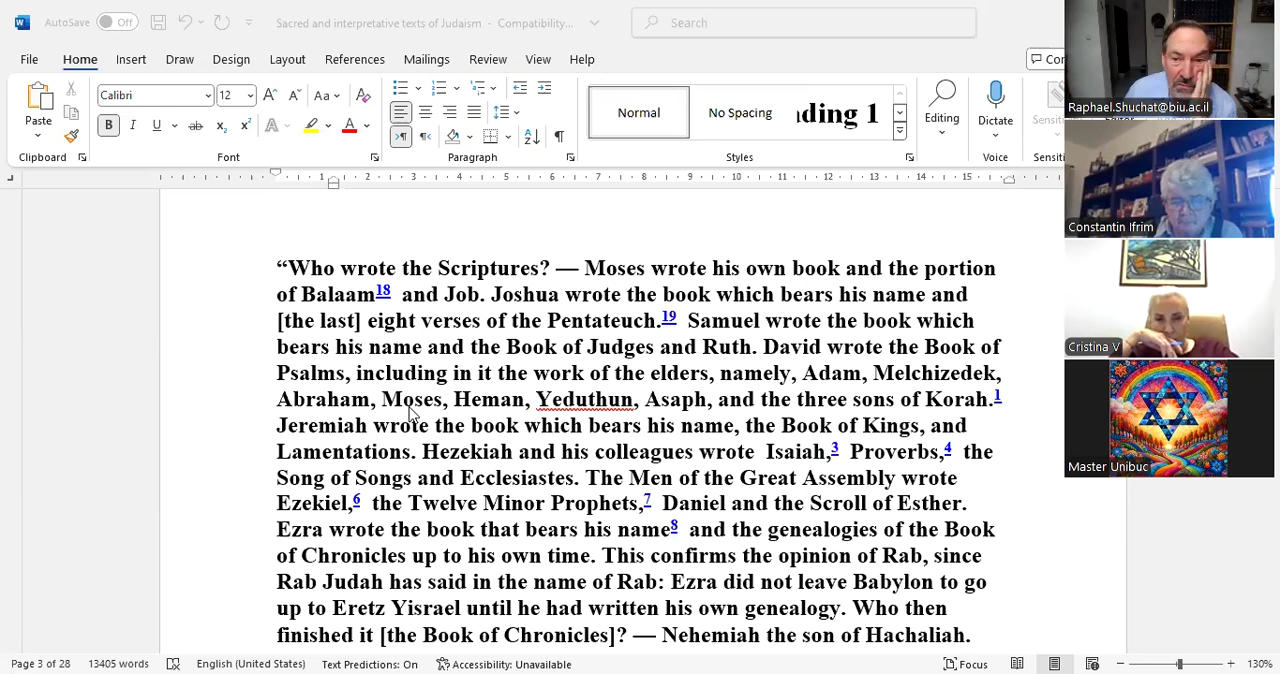 AutoSave Off Sacred and interpretative texts of Judaism - Compatibility... Search
File Home Insert Draw Design Layout References Mailings Review View Help
Paste
Clipboard
Calibri 12
Font
Paragraph
Normal No Spacing ding 1
Styles
Editing
Dictate
Voice
“Who wrote the Scriptures? — Moses wrote his own book and the portion
of Balaam18 and Job. Joshua wrote the book which bears his name and
[the last] eight verses of the Pentateuch.19 Samuel wrote the book which
bears his name and the Book of Judges and Ruth. David wrote the Book of
Psalms, including in it the work of the elders, namely, Adam, Melchizedek,
Abraham, Moses, Heman, Yeduthun, Asaph, and the three sons of Korah.1
Jeremiah wrote the book which bears his name, the Book of Kings, and
Lamentations. Hezekiah and his colleagues wrote Isaiah,3 Proverbs,4 the
Song of Songs and Ecclesiastes. The Men of the Great Assembly wrote
Ezekiel,6 the Twelve Minor Prophets,7 Daniel and the Scroll of Esther.
Ezra wrote the book that bears his name8 and the genealogies of the Book
of Chronicles up to his own time. This confirms the opinion of Rab, since
Rab Judah has said in the name of Rab: Ezra did not leave Babylon to go
up to Eretz Yisrael until he had written his own genealogy. Who then
finished it [the Book of Chronicles]? — Nehemiah the son of Hachaliah.
Page 3 of 28 13405 words English (United States) Text Predictions: On Accessibility: Unavailable Focus 130%
Raphael.Shuchat@biu.ac.il
Constantin Ifrim
Cristina V
Master Unibuc